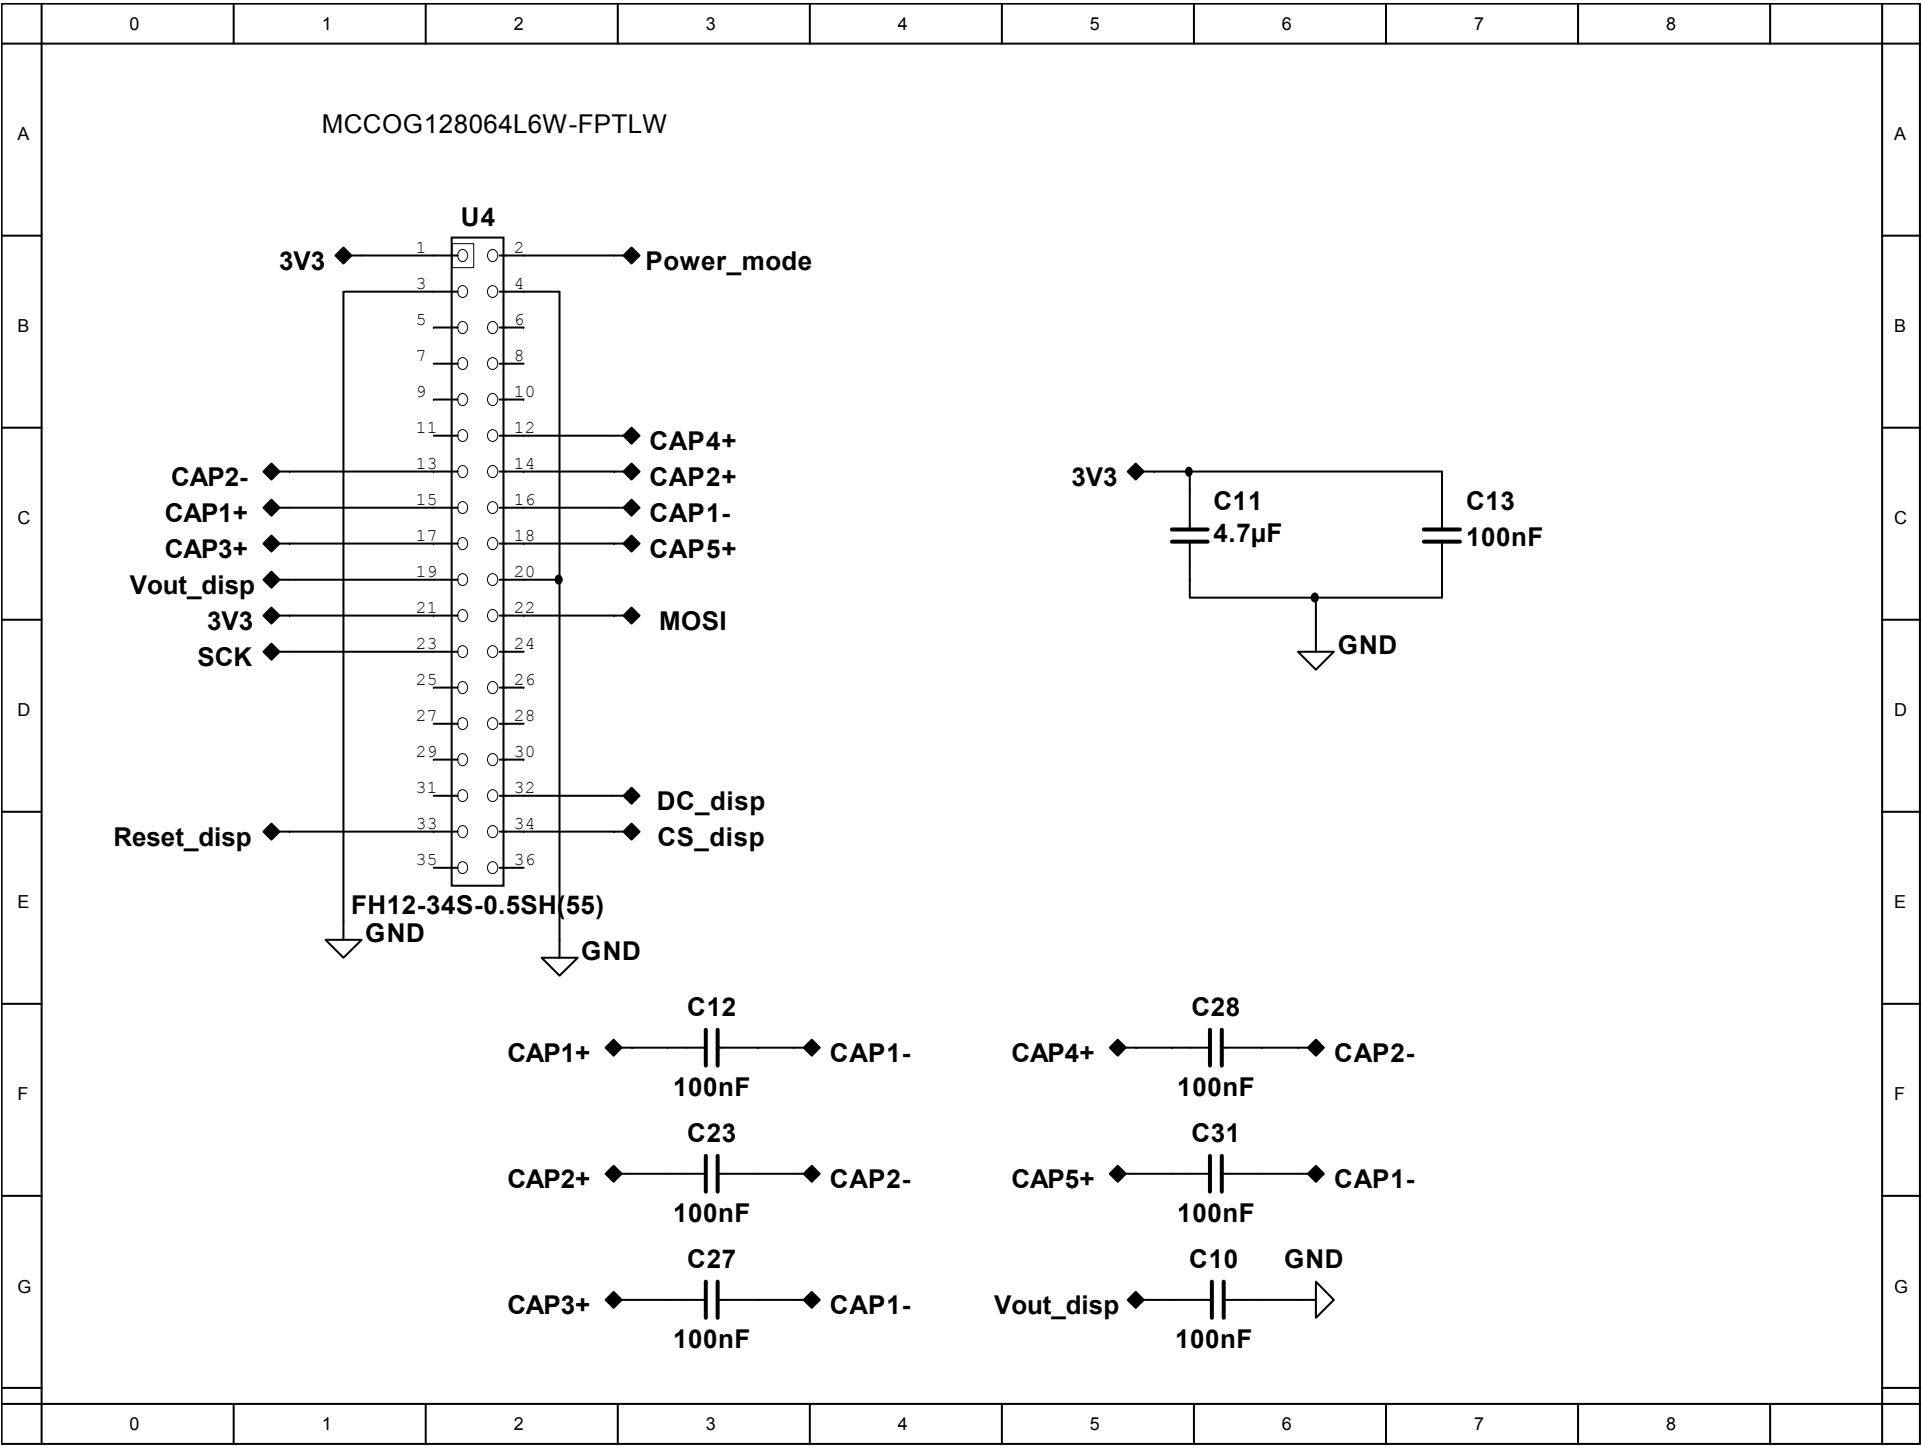 0 1 2 3 4 5 6 7 8
A A
MCCOG128064L6W-FPTLW
U4
3V3 1 2 Power_mode
3 4
B 5 6 B
7 8
9 10
11 12 CAP4+
CAP2- 13 14 CAP2+
CAP1+ 15 16 CAP1-
CAP3+ 17 18 CAP5+
Vout_disp 19 20
3V3 21 22 MOSI
SCK 23 24
25 26
27 28
29 30
31 32 DC_disp
Reset_disp 33 34 CS_disp
35 36
FH12-34S-0.5SH(55)
GND
GND
3V3
C11
4.7µF
C13
100nF
GND
C C
D D
E E
C12
CAP1+ CAP1-
100nF
C28
CAP4+ CAP2-
100nF
F F
C23
CAP2+ CAP2-
100nF
C31
CAP5+ CAP1-
100nF
G G
C27
CAP3+ CAP1-
100nF
C10 GND
Vout_disp
100nF
0 1 2 3 4 5 6 7 8